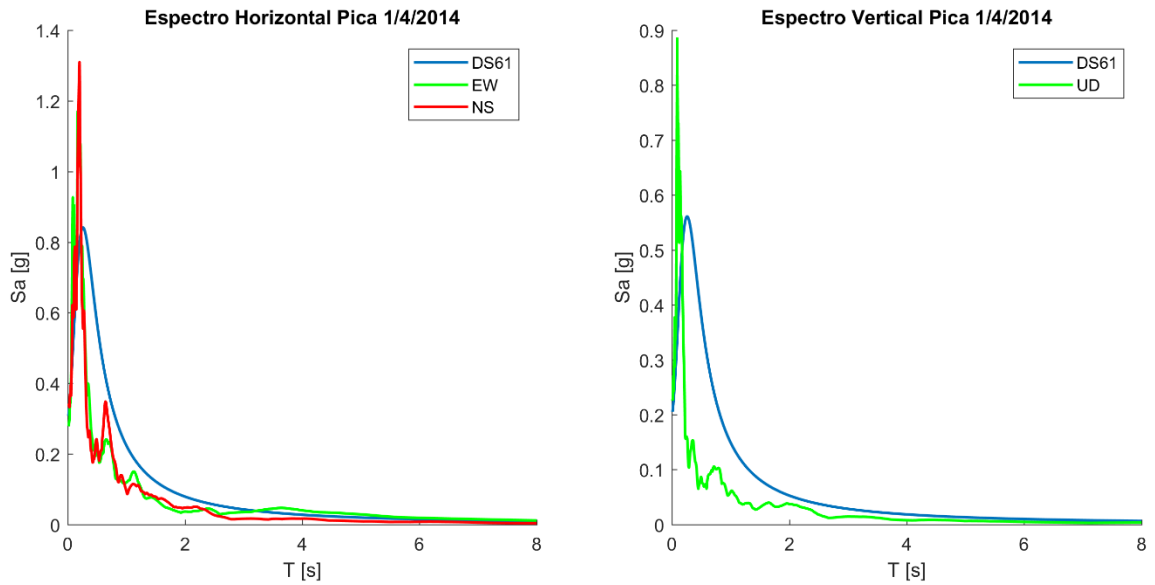 Espectro Horizontal Pica 1/4/2014
1.4
1.2
1
0.8
0.6
0.4
0.2
0
Sa [g]
0
2
4
6
8
T [s]
DS61
EW
NS
Espectro Vertical Pica 1/4/2014
0.9
0.8
0.7
0.6
0.5
0.4
0.3
0.2
0.1
0
Sa [g]
0
2
4
6
8
T [s]
DS61
UD